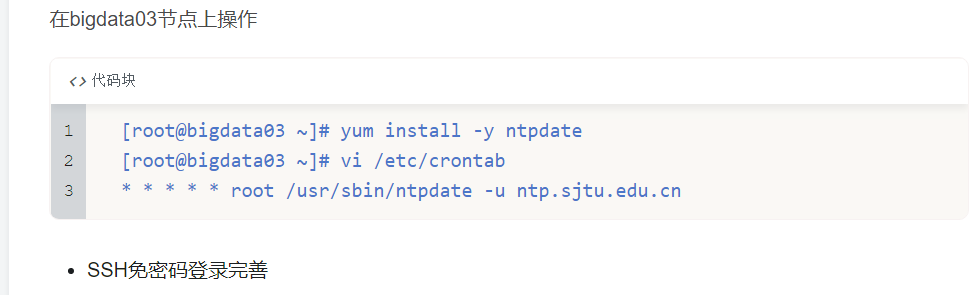 在bigdata03节点上操作
<> 代码块
1 [root@bigdata03 ~]# yum install -y ntpdate
2 [root@bigdata03 ~]# vi /etc/crontab
3 * * * * * root /usr/sbin/ntpdate -u ntp.sjtu.edu.cn
• SSH免密码登录完善